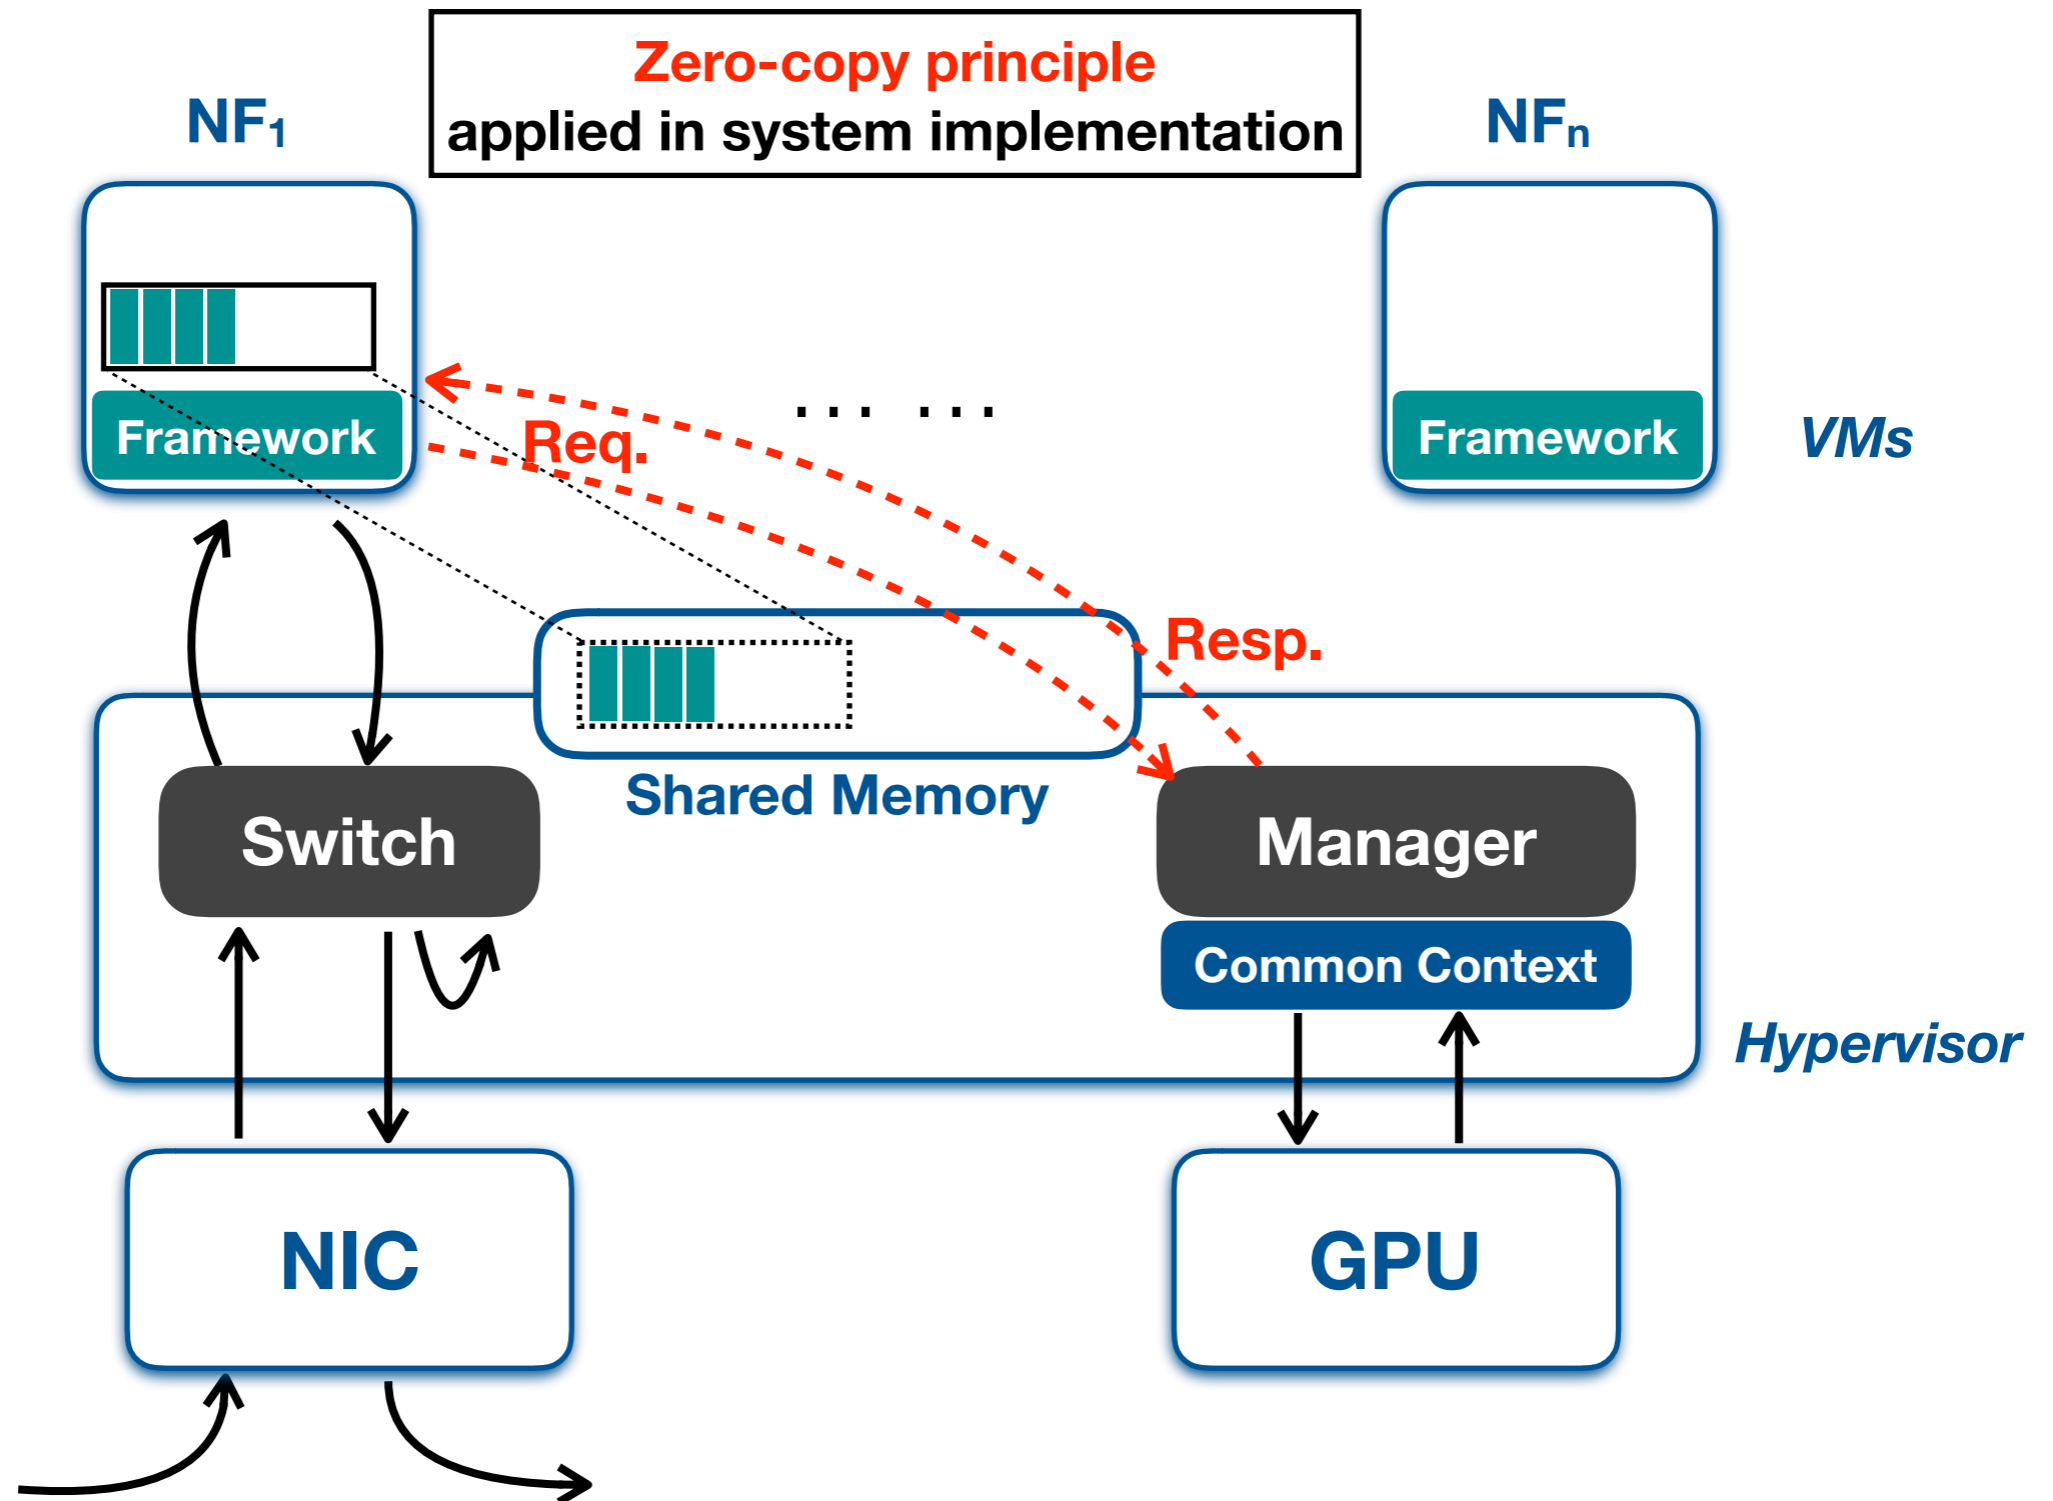 Zero-copy principle
applied in system implementation
NF₁
NFₙ
Framework
Req.
... ...
Framework
VMs
Resp.
Shared Memory
Switch
Manager
Common Context
Hypervisor
NIC
GPU